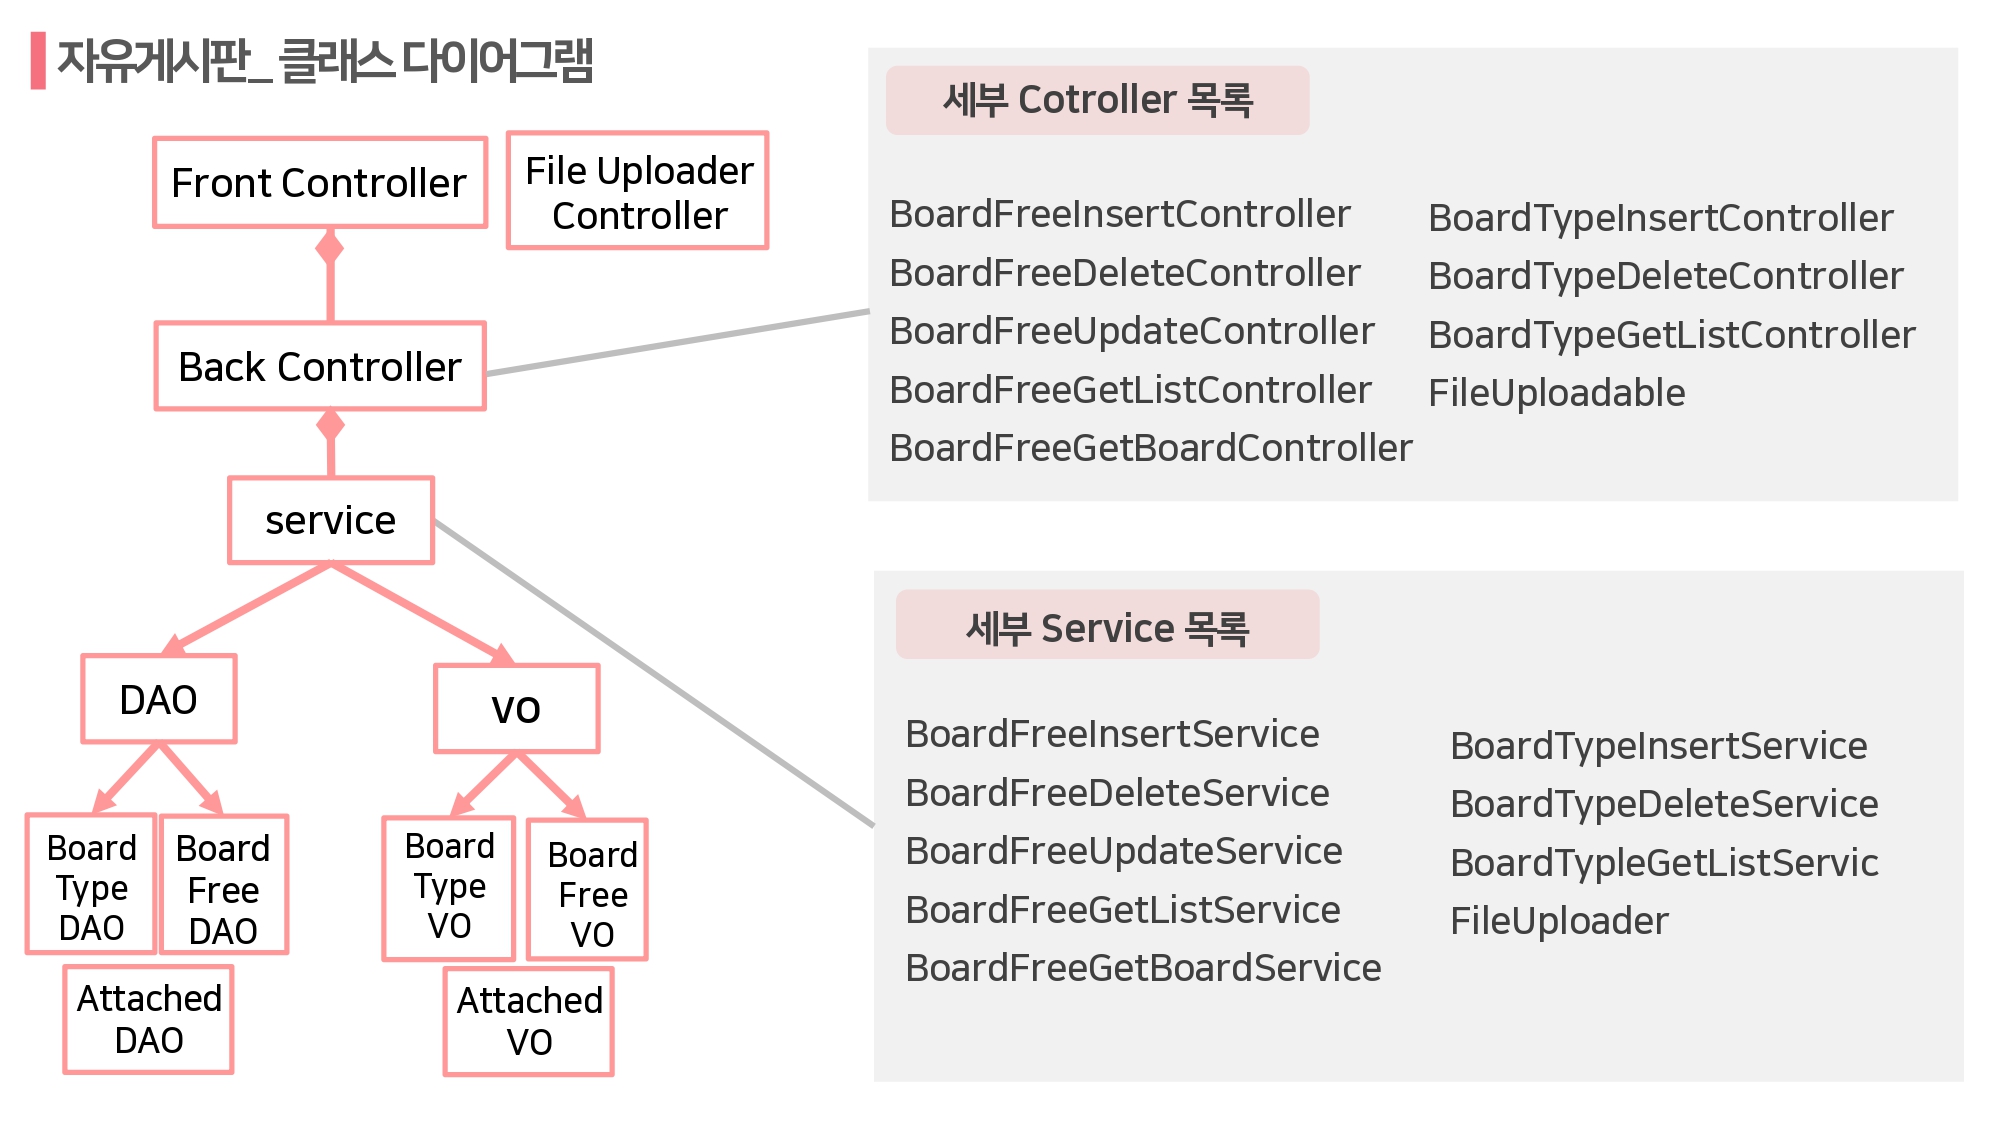 자유게시판_ 클래스 다이어그램
Front Controller
File Uploader
Controller
Back Controller
service
DAO
VO
Board
Type
DAO
Board
Free
DAO
Attached
DAO
Board
Type
VO
Board
Free
VO
Attached
VO
세부 Cotroller 목록
BoardFreeInsertController
BoardFreeDeleteController
BoardFreeUpdateController
BoardFreeGetListController
BoardFreeGetBoardController
BoardTypeInsertController
BoardTypeDeleteController
BoardTypeGetListController
FileUploadable
세부 Service 목록
BoardFreeInsertService
BoardFreeDeleteService
BoardFreeUpdateService
BoardFreeGetListService
BoardFreeGetBoardService
BoardTypeInsertService
BoardTypeDeleteService
BoardTypleGetListServic
FileUploader